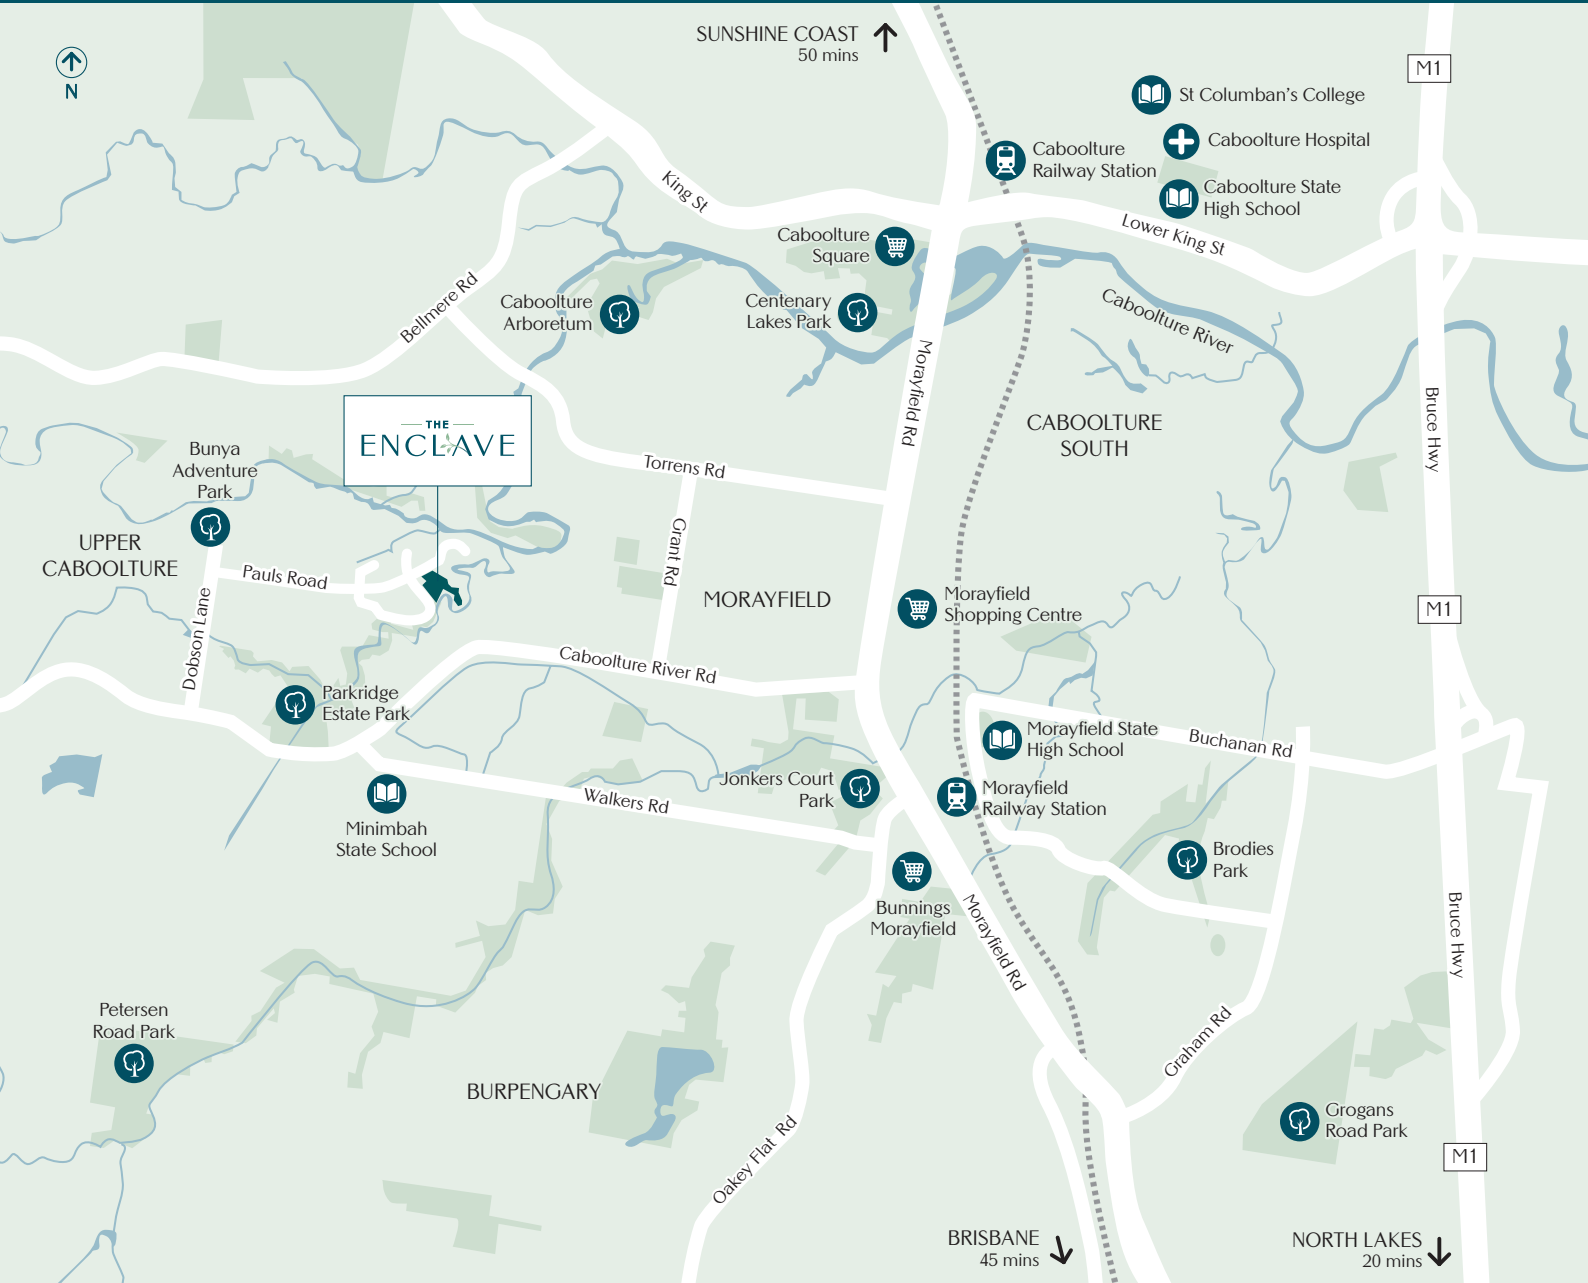 SUNSHINE COAST
50 mins
N
M1
St Columban's College
Caboolture Hospital
Caboolture
Railway Station
Caboolture State
High School
King St
Lower King St
Caboolture
Square
Bellmere Rd
Caboolture
Arboretum
Centenary
Lakes Park
Caboolture River
Morayfield Rd
THE
ENCLAVE
CABOOLTURE
SOUTH
Bruce Hwy
Bunya
Adventure
Park
Torrens Rd
UPPER
CABOOLTURE
Pauls Road
Grant Rd
MORAYFIELD
Morayfield
Shopping Centre
M1
Dobson Lane
Caboolture River Rd
Parkridge
Estate Park
Morayfield State
High School
Buchanan Rd
Jonkers Court
Park
Morayfield
Railway Station
Walkers Rd
Minimbah
State School
Brodies
Park
Bunnings
Morayfield
Morayfield Rd
Bruce Hwy
Petersen
Road Park
Graham Rd
BURPENGARY
Grogans
Road Park
Oakey Flat Rd
M1
BRISBANE
45 mins
NORTH LAKES
20 mins